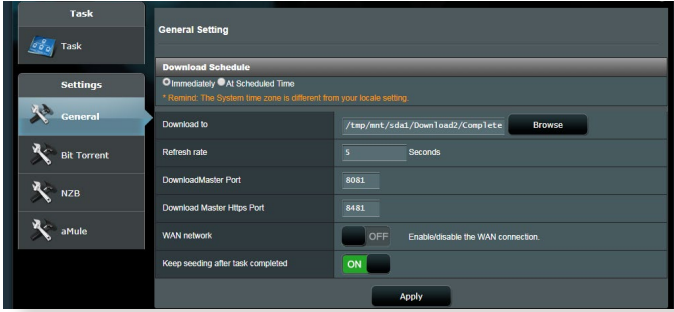 Task
Task
Settings
General
Bit Torrent
NZB
aMule
General Setting
Download Schedule
Immediately At Scheduled Time
* Remind: The System time zone is different from your locale setting.
Download to /tmp/mnt/sda1/Download2/Complete Browse
Refresh rate 5 Seconds
DownloadMaster Port 8081
Download Master Https Port 8481
WAN network OFF Enable/disable the WAN connection.
Keep seeding after task completed ON
Apply